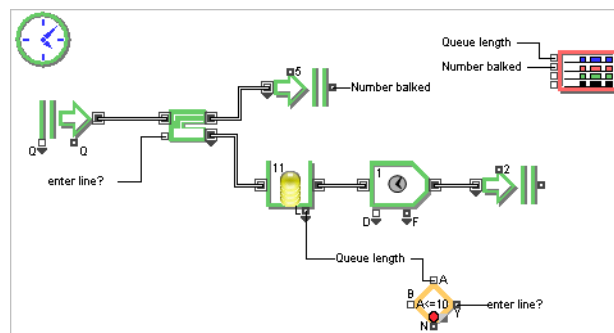 Queue length
Number balked
5
Number balked
Q
Q
enter line?
11
L
1
D
F
2
Queue length
A
B
A<=10
Y
enter line?
N